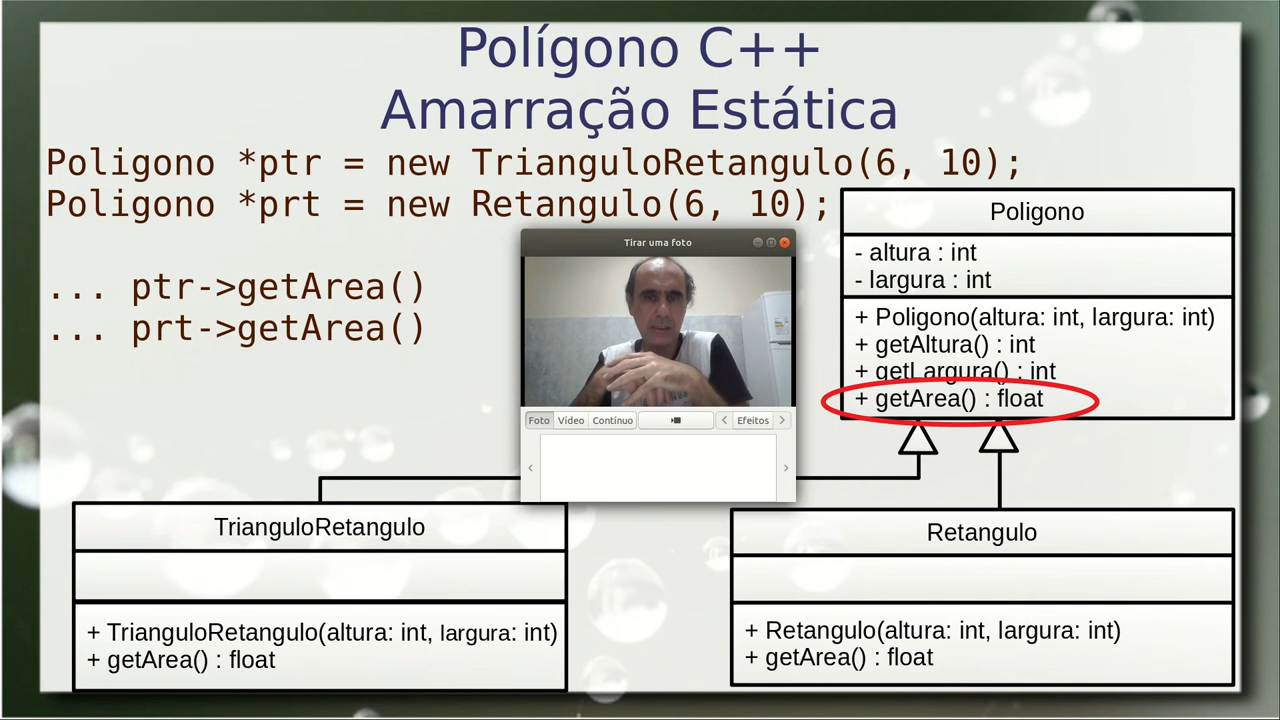 Polígono C++
Amarração Estática
Poligono *ptr = new TrianguloRetangulo(6, 10);
Poligono *prt = new Retangulo(6, 10);
... ptr->getArea()
... prt->getArea()
Tirar uma foto
Foto Vídeo Contínuo Efeitos
Poligono
- altura : int
- largura : int
+ Poligono(altura: int, largura: int)
+ getAltura() : int
+ getLargura() : int
+ getArea() : float
TrianguloRetangulo
+ TrianguloRetangulo(altura: int, largura: int)
+ getArea() : float
Retangulo
+ Retangulo(altura: int, largura: int)
+ getArea() : float